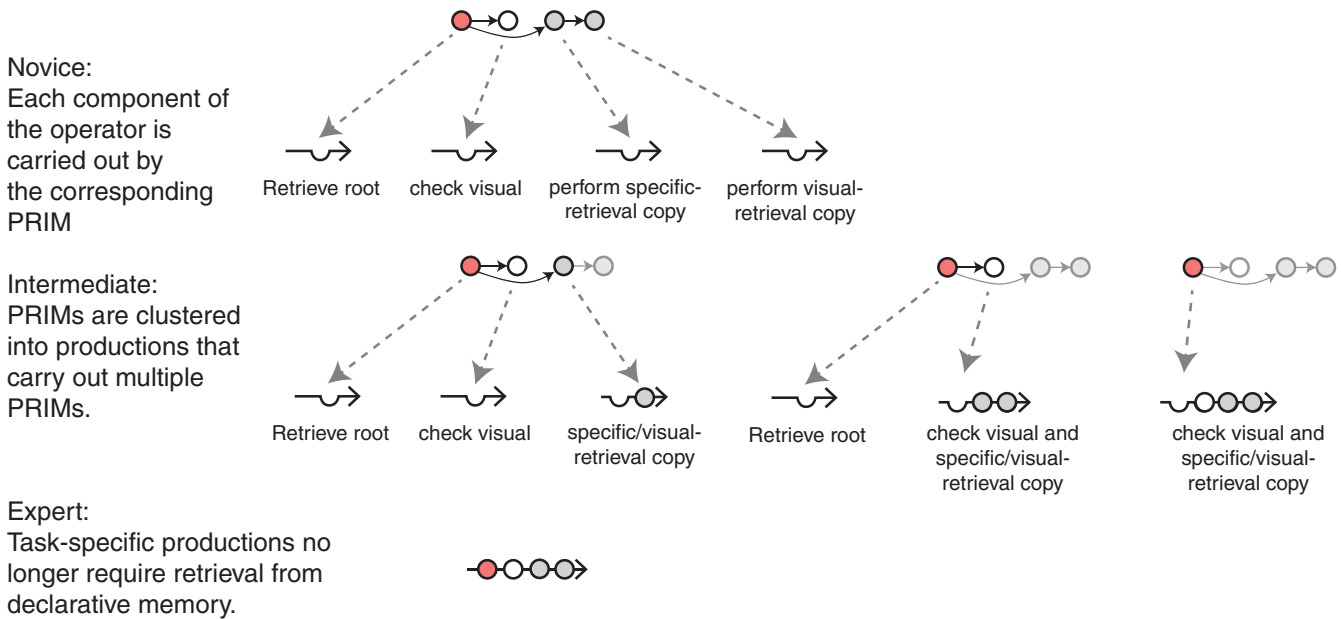 Novice:
Each component of
the operator is
carried out by
the corresponding
PRIM
Retrieve root
check visual
perform specific-
retrieval copy
perform visual-
retrieval copy
Intermediate:
PRIMs are clustered
into productions that
carry out multiple
PRIMs.
Retrieve root
check visual
specific/visual-
retrieval copy
Retrieve root
check visual and
specific/visual-
retrieval copy
check visual and
specific/visual-
retrieval copy
Expert:
Task-specific productions no
longer require retrieval from
declarative memory.